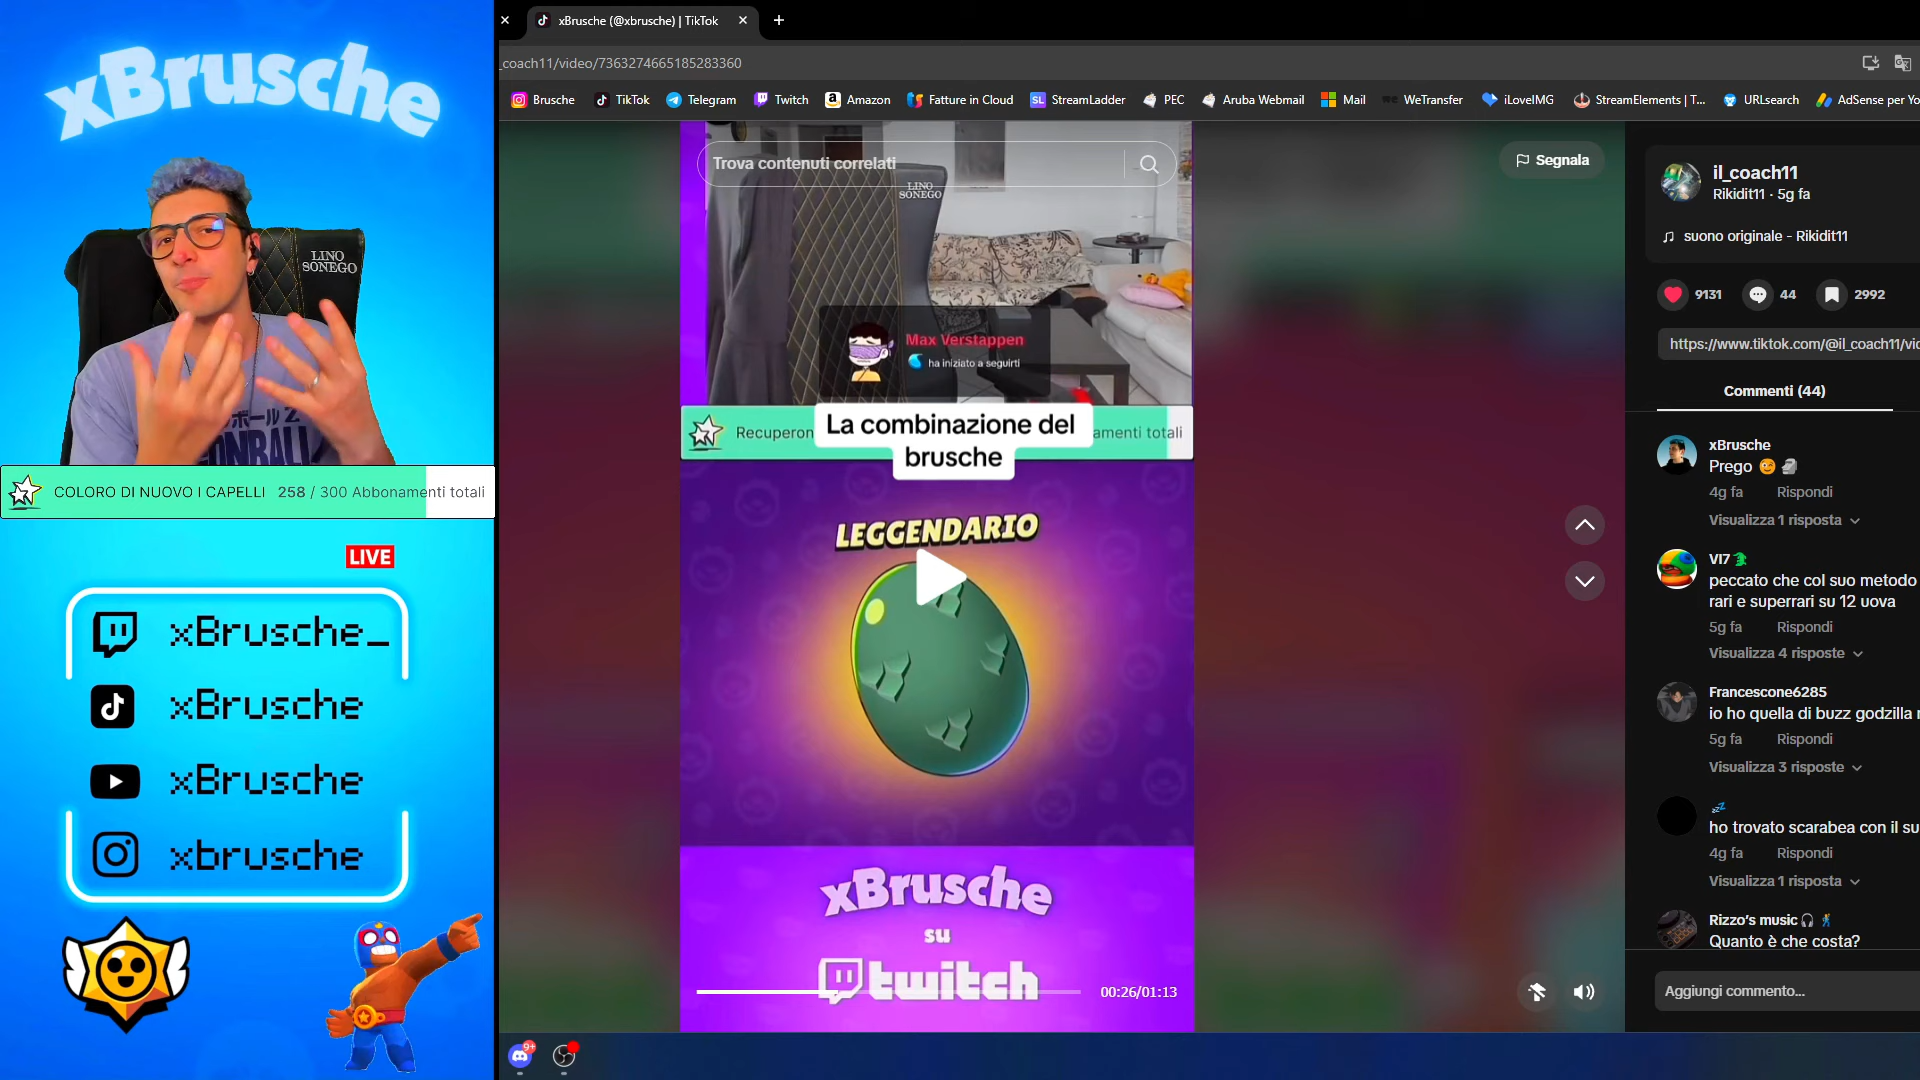 xBrusche
LINO
SONEGO
COLORO DI NUOVO I CAPELLI 258 / 300 Abbonamenti totali
LIVE
xBrusche_
xBrusche
xBrusche
xbrusche
xBrusche (@xbrusche) | TikTok
_coach11/video/7363274665185283360
Brusche TikTok Telegram Twitch Amazon Fatture in Cloud StreamLadder PEC Aruba Webmail Mail WeTransfer iLoveIMG StreamElements | T... URLsearch AdSense per Yo
Trova contenuti correlati
LINO
SONEGO
Segnala
Max Verstappen
ha iniziato a seguirti
Recuperon
amenti totali
La combinazione del
brusche
LEGGENDARIO
xBrusche
su
twitch
00:26/01:13
il_coach11
Rikidit11 · 5g fa
suono originale - Rikidit11
9131 44 2992
https://www.tiktok.com/@il_coach11/vid
Commenti (44)
xBrusche
Prego
4g fa Rispondi
Visualizza 1 risposta
VI7
peccato che col suo metodo
rari e superrari su 12 uova
5g fa Rispondi
Visualizza 4 risposte
Francescone6285
io ho quella di buzz godzilla
5g fa Rispondi
Visualizza 3 risposte
ho trovato scarabea con il su
4g fa Rispondi
Visualizza 1 risposta
Rizzo's music
Quanto è che costa?
Aggiungi commento...
9+